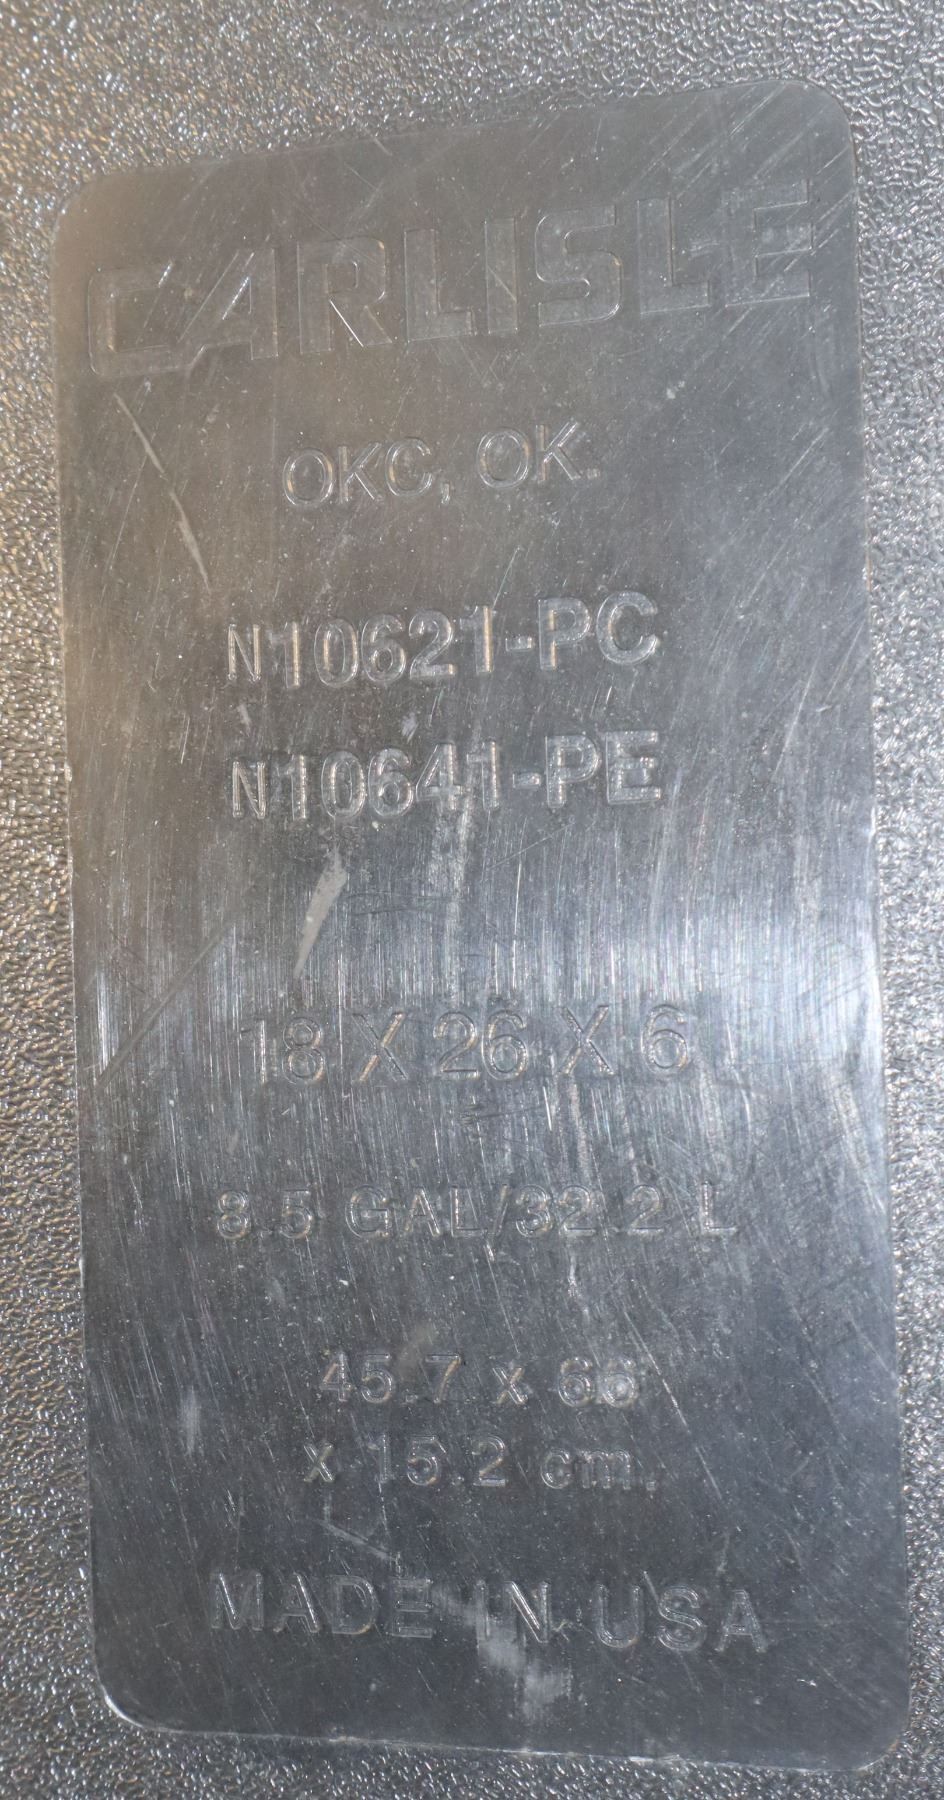 CARLISLE
OKC, OK.
N10621-PC
N10641-PE
18 X 26 X 6
8.5 GAL/32.2 L
45.7 x 66
x 15.2 cm.
MADE IN USA